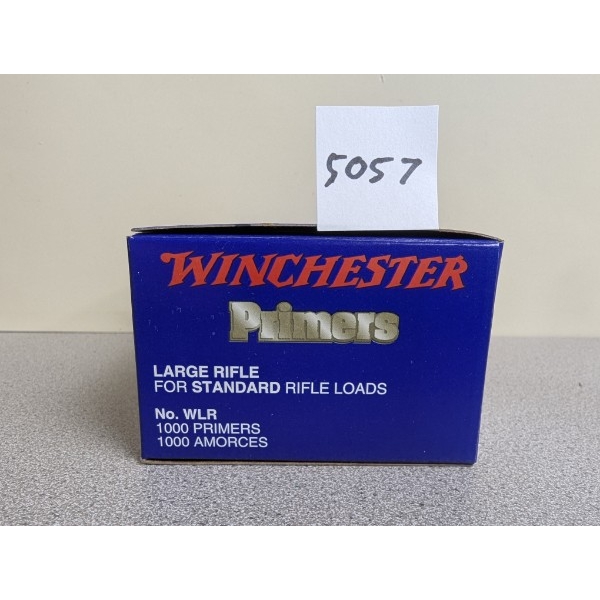 5057
WINCHESTER
Primers
LARGE RIFLE
FOR STANDARD RIFLE LOADS
No. WLR
1000 PRIMERS
1000 AMORCES